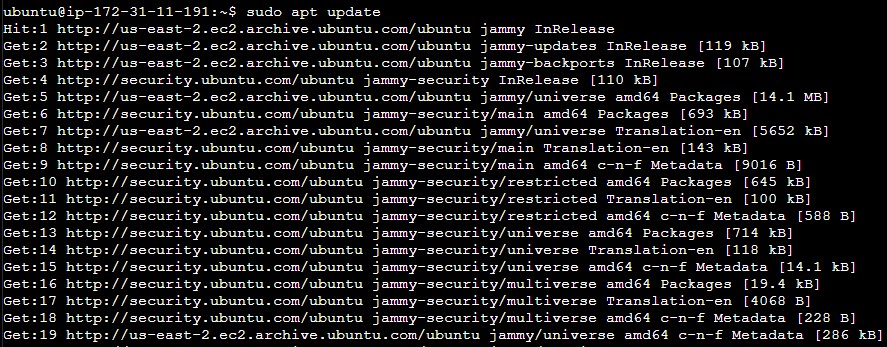 ubuntu@ip-172-31-11-191:~$ sudo apt update
Hit:1 http://us-east-2.ec2.archive.ubuntu.com/ubuntu jammy InRelease
Get:2 http://us-east-2.ec2.archive.ubuntu.com/ubuntu jammy-updates InRelease [119 kB]
Get:3 http://us-east-2.ec2.archive.ubuntu.com/ubuntu jammy-backports InRelease [107 kB]
Get:4 http://security.ubuntu.com/ubuntu jammy-security InRelease [110 kB]
Get:5 http://us-east-2.ec2.archive.ubuntu.com/ubuntu jammy/universe amd64 Packages [14.1 MB]
Get:6 http://security.ubuntu.com/ubuntu jammy-security/main amd64 Packages [693 kB]
Get:7 http://us-east-2.ec2.archive.ubuntu.com/ubuntu jammy/universe Translation-en [5652 kB]
Get:8 http://security.ubuntu.com/ubuntu jammy-security/main Translation-en [143 kB]
Get:9 http://security.ubuntu.com/ubuntu jammy-security/main amd64 c-n-f Metadata [9016 B]
Get:10 http://security.ubuntu.com/ubuntu jammy-security/restricted amd64 Packages [645 kB]
Get:11 http://security.ubuntu.com/ubuntu jammy-security/restricted Translation-en [100 kB]
Get:12 http://security.ubuntu.com/ubuntu jammy-security/restricted amd64 c-n-f Metadata [588 B]
Get:13 http://security.ubuntu.com/ubuntu jammy-security/universe amd64 Packages [714 kB]
Get:14 http://security.ubuntu.com/ubuntu jammy-security/universe Translation-en [118 kB]
Get:15 http://security.ubuntu.com/ubuntu jammy-security/universe amd64 c-n-f Metadata [14.1 kB]
Get:16 http://security.ubuntu.com/ubuntu jammy-security/multiverse amd64 Packages [19.4 kB]
Get:17 http://security.ubuntu.com/ubuntu jammy-security/multiverse Translation-en [4068 B]
Get:18 http://security.ubuntu.com/ubuntu jammy-security/multiverse amd64 c-n-f Metadata [228 B]
Get:19 http://us-east-2.ec2.archive.ubuntu.com/ubuntu jammy/universe amd64 c-n-f Metadata [286 kB]